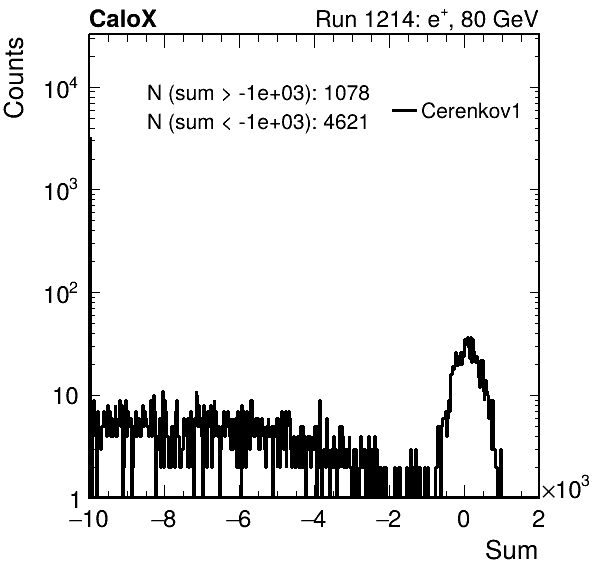 CaloX Run 1214: e⁺, 80 GeV
Counts
N (sum > -1e+03): 1078
N (sum < -1e+03): 4621
Cerenkov1
10⁴
10³
10²
10
1
−10 −8 −6 −4 −2 0 2
×10³
Sum